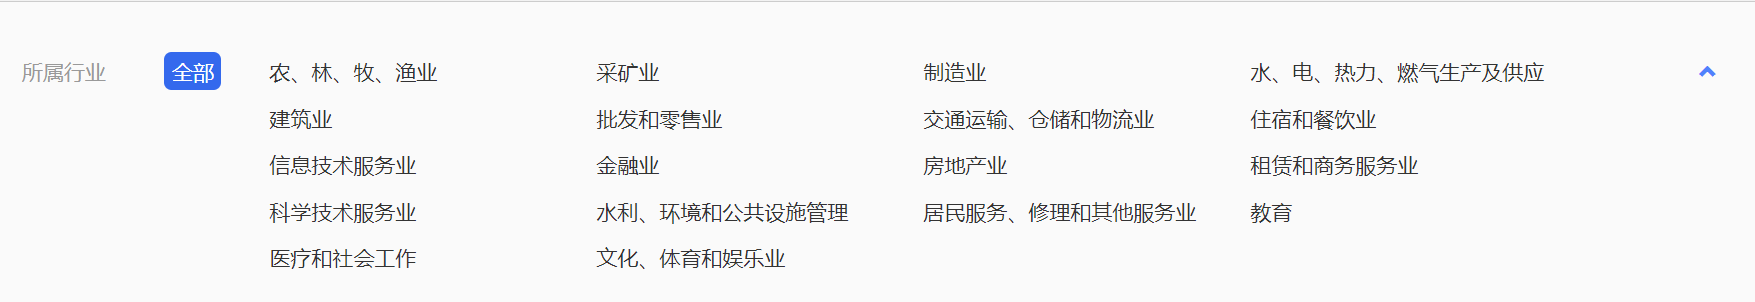 所属行业 全部 农、林、牧、渔业 采矿业 制造业 水、电、热力、燃气生产及供应
建筑业 批发和零售业 交通运输、仓储和物流业 住宿和餐饮业
信息技术服务业 金融业 房地产业 租赁和商务服务业
科学技术服务业 水利、环境和公共设施管理 居民服务、修理和其他服务业 教育
医疗和社会工作 文化、体育和娱乐业